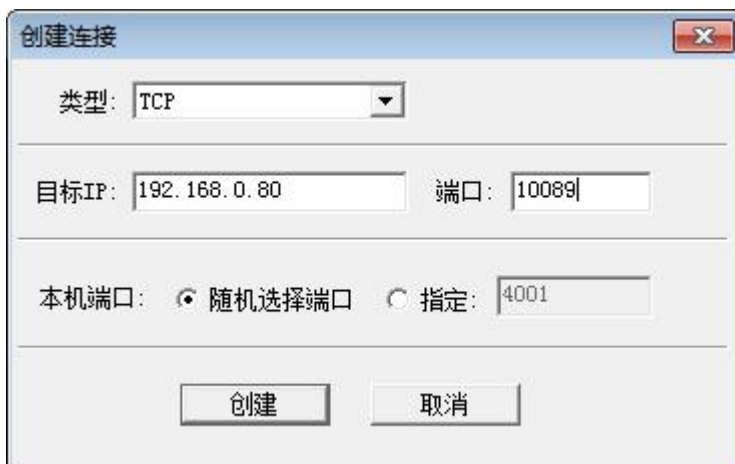 创建连接
类型: TCP
目标IP: 192.168.0.80 端口: 10089
本机端口: 随机选择端口 指定: 4001
创建 取消